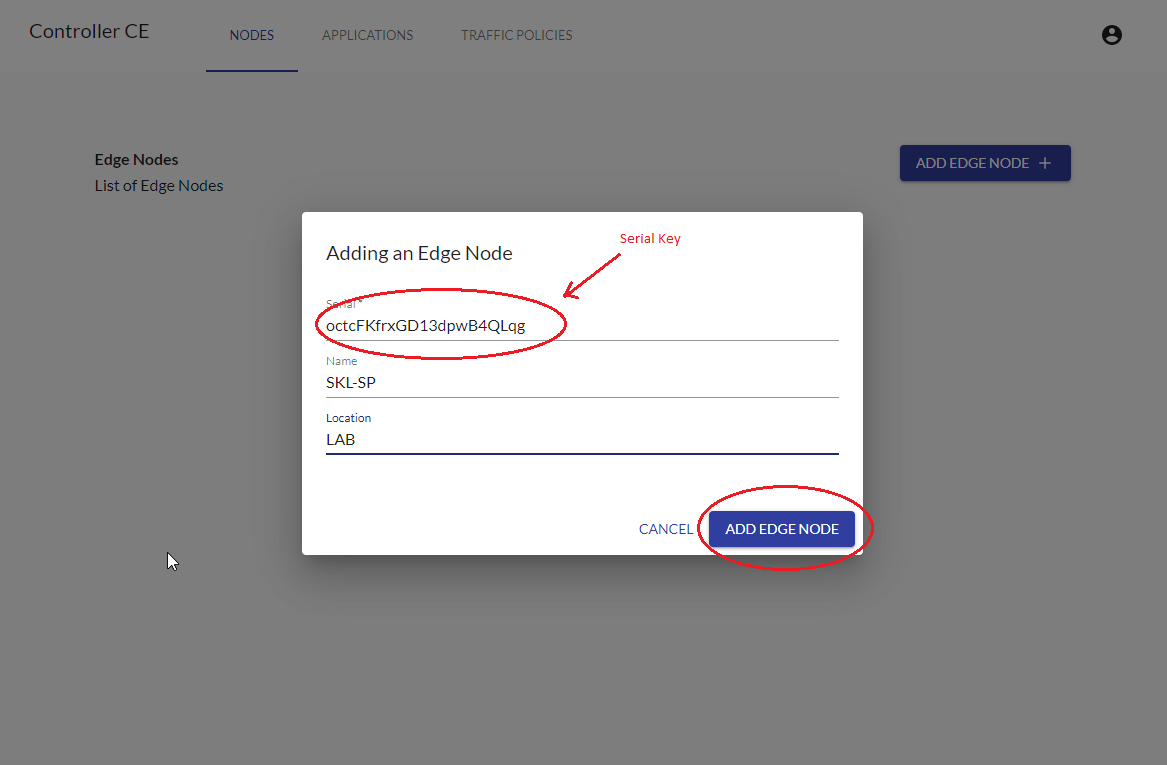 Controller CE
NODES
APPLICATIONS
TRAFFIC POLICIES
Edge Nodes
List of Edge Nodes
ADD EDGE NODE +
Adding an Edge Node
Serial Key
Serial *
octcFKfrxGD13dpwB4QLqg
Name
SKL-SP
Location
LAB
CANCEL
ADD EDGE NODE